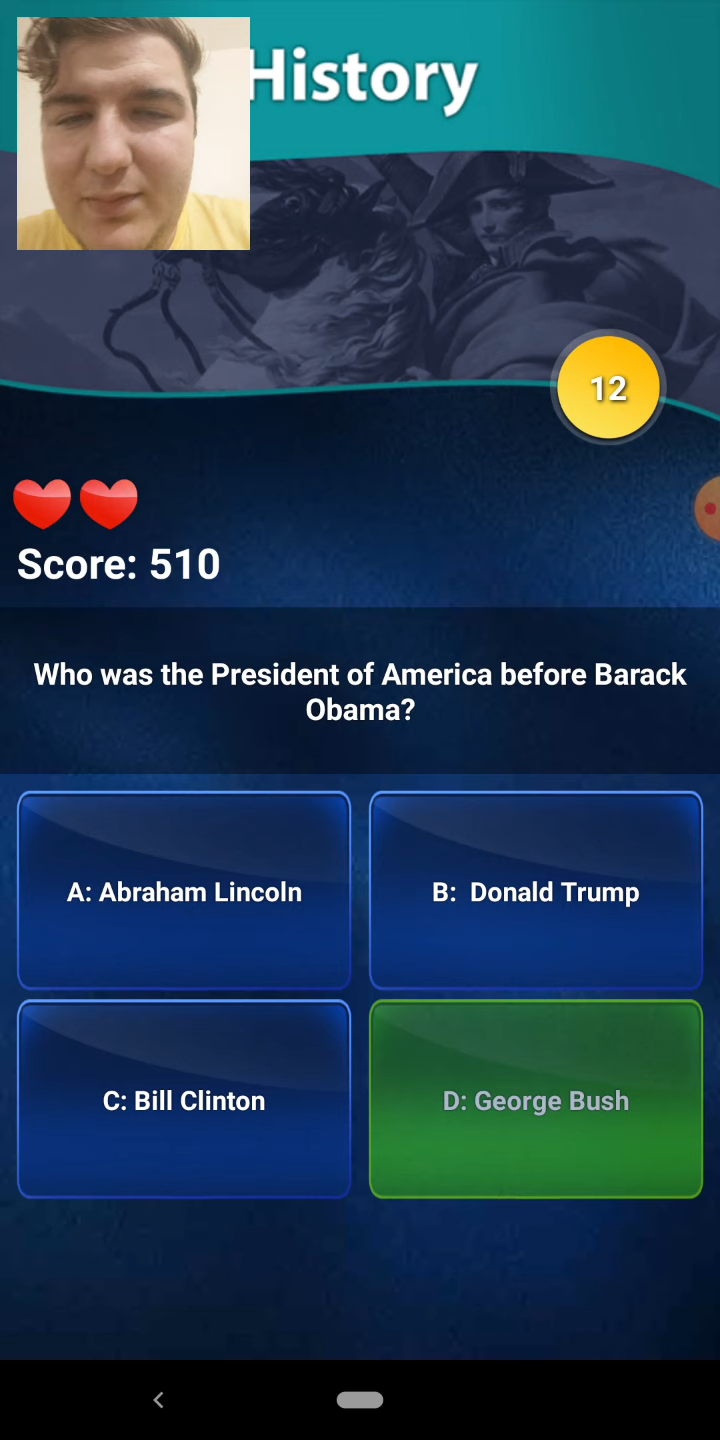 History
12
Score: 510
Who was the President of America before Barack
Obama?
A: Abraham Lincoln
B: Donald Trump
C: Bill Clinton
D: George Bush